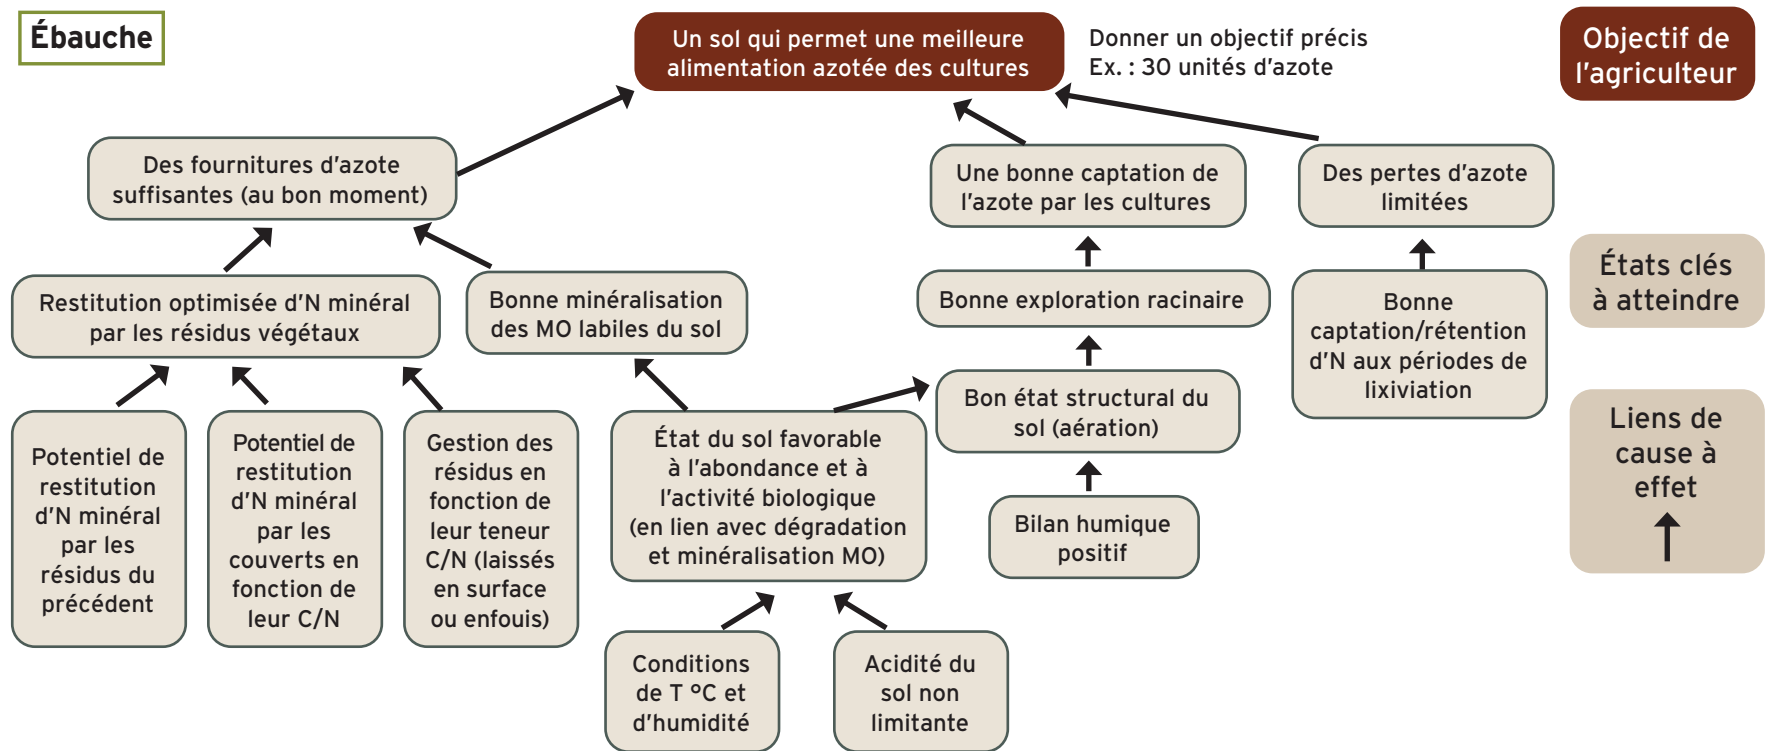 Ébauche
Un sol qui permet une meilleure
alimentation azotée des cultures
Donner un objectif précis
Ex. : 30 unités d'azote
Objectif de
l'agriculteur
Des fournitures d'azote
suffisantes (au bon moment)
Une bonne captation de
l'azote par les cultures
Des pertes d'azote
limitées
États clés
à atteindre
Restitution optimisée d'N minéral
par les résidus végétaux
Bonne minéralisation
des MO labiles du sol
Bonne exploration racinaire
Bonne
captation/rétention
d'N aux périodes de
lixiviation
Bon état structural du
sol (aération)
Liens de
cause à
effet
Potentiel de
restitution
d'N minéral
par les
résidus du
précédent
Potentiel de
restitution
d'N minéral
par les
couverts en
fonction de
leur C/N
Gestion des
résidus en
fonction de
leur teneur
C/N (laissés
en surface
ou enfouis)
État du sol favorable
à l'abondance et à
l'activité biologique
(en lien avec dégradation
et minéralisation MO)
Bilan humique
positif
Conditions
de T °C et
d'humidité
Acidité du
sol non
limitante